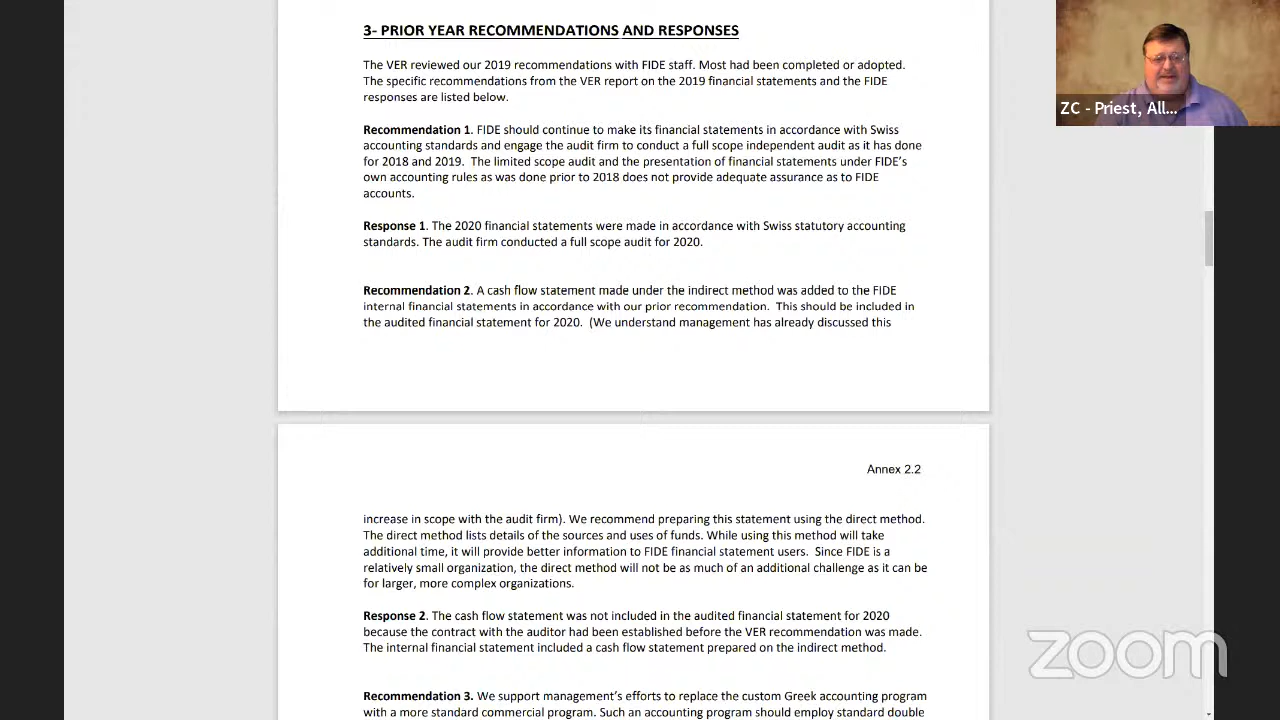 3- PRIOR YEAR RECOMMENDATIONS AND RESPONSES
The VER reviewed our 2019 recommendations with FIDE staff. Most had been completed or adopted.
The specific recommendations from the VER report on the 2019 financial statements and the FIDE
responses are listed below.
Recommendation 1. FIDE should continue to make its financial statements in accordance with Swiss
accounting standards and engage the audit firm to conduct a full scope independent audit as it has done
for 2018 and 2019. The limited scope audit and the presentation of financial statements under FIDE's
own accounting rules as was done prior to 2018 does not provide adequate assurance as to FIDE
accounts.
Response 1. The 2020 financial statements were made in accordance with Swiss statutory accounting
standards. The audit firm conducted a full scope audit for 2020.
Recommendation 2. A cash flow statement made under the indirect method was added to the FIDE
internal financial statements in accordance with our prior recommendation. This should be included in
the audited financial statement for 2020. (We understand management has already discussed this
Annex 2.2
increase in scope with the audit firm). We recommend preparing this statement using the direct method.
The direct method lists details of the sources and uses of funds. While using this method will take
additional time, it will provide better information to FIDE financial statement users. Since FIDE is a
relatively small organization, the direct method will not be as much of an additional challenge as it can be
for larger, more complex organizations.
Response 2. The cash flow statement was not included in the audited financial statement for 2020
because the contract with the auditor had been established before the VER recommendation was made.
The internal financial statement included a cash flow statement prepared on the indirect method.
Recommendation 3. We support management's efforts to replace the custom Greek accounting program
with a more standard commercial program. Such an accounting program should employ standard double
ZC - Priest, All...
zoom